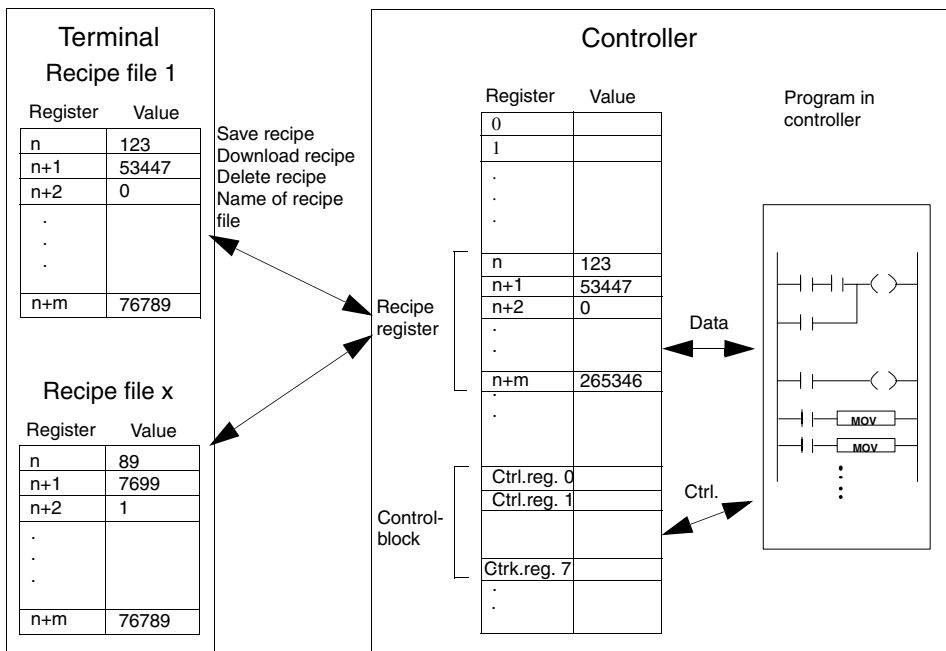 Terminal
Recipe file 1
Register Value
n 123
n+1 53447
n+2 0
.
.
.
n+m 76789
Recipe file x
Register Value
n 89
n+1 7699
n+2 1
.
.
.
n+m 76789
Save recipe
Download recipe
Delete recipe
Name of recipe
file
Controller
Register Value
0
1
.
.
.
n 123
n+1 53447
n+2 0
.
.
n+m 265346
.
.
Ctrl.reg. 0
Ctrl.reg. 1
Ctrk.reg. 7
.
.
Recipe
register
Control-
block
Data
Ctrl.
Program in
controller
MOV
MOV